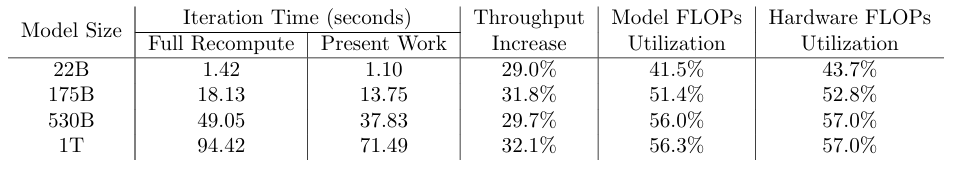 Model Size | Iteration Time (seconds) | Throughput | Model FLOPs | Hardware FLOPs
Full Recompute | Present Work | Increase | Utilization | Utilization
22B | 1.42 | 1.10 | 29.0% | 41.5% | 43.7%
175B | 18.13 | 13.75 | 31.8% | 51.4% | 52.8%
530B | 49.05 | 37.83 | 29.7% | 56.0% | 57.0%
1T | 94.42 | 71.49 | 32.1% | 56.3% | 57.0%